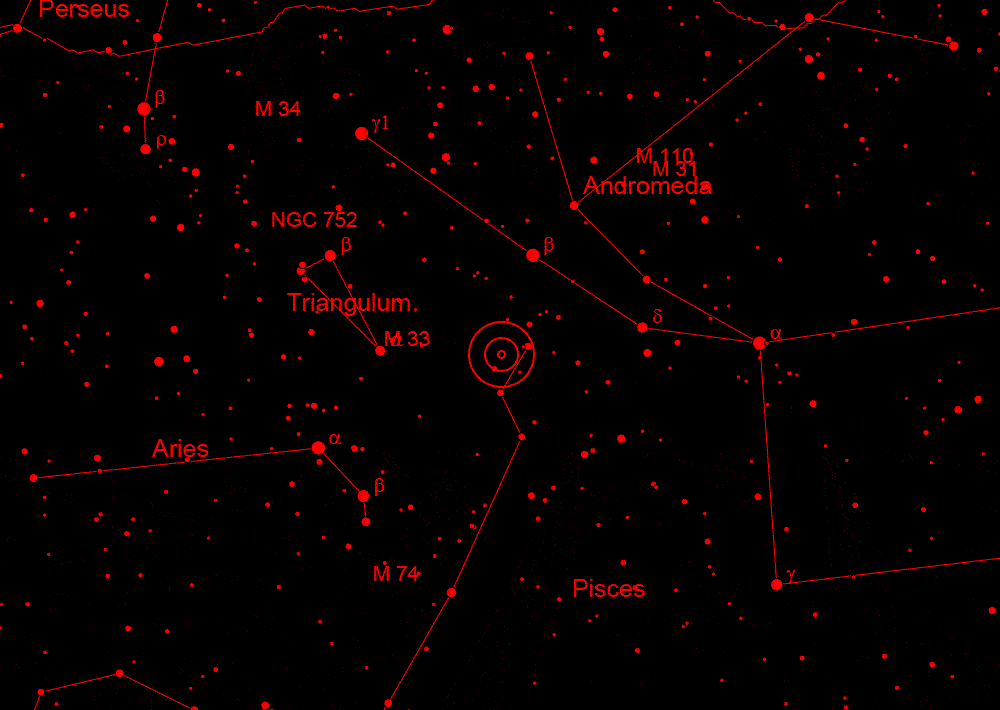 Perseus
β
M 34
γ1
ρ
M 110
M 31
Andromeda
NGC 752
β
β
Triangulum
δ
α
M 33
α
Aries
α
β
M 74
γ
Pisces